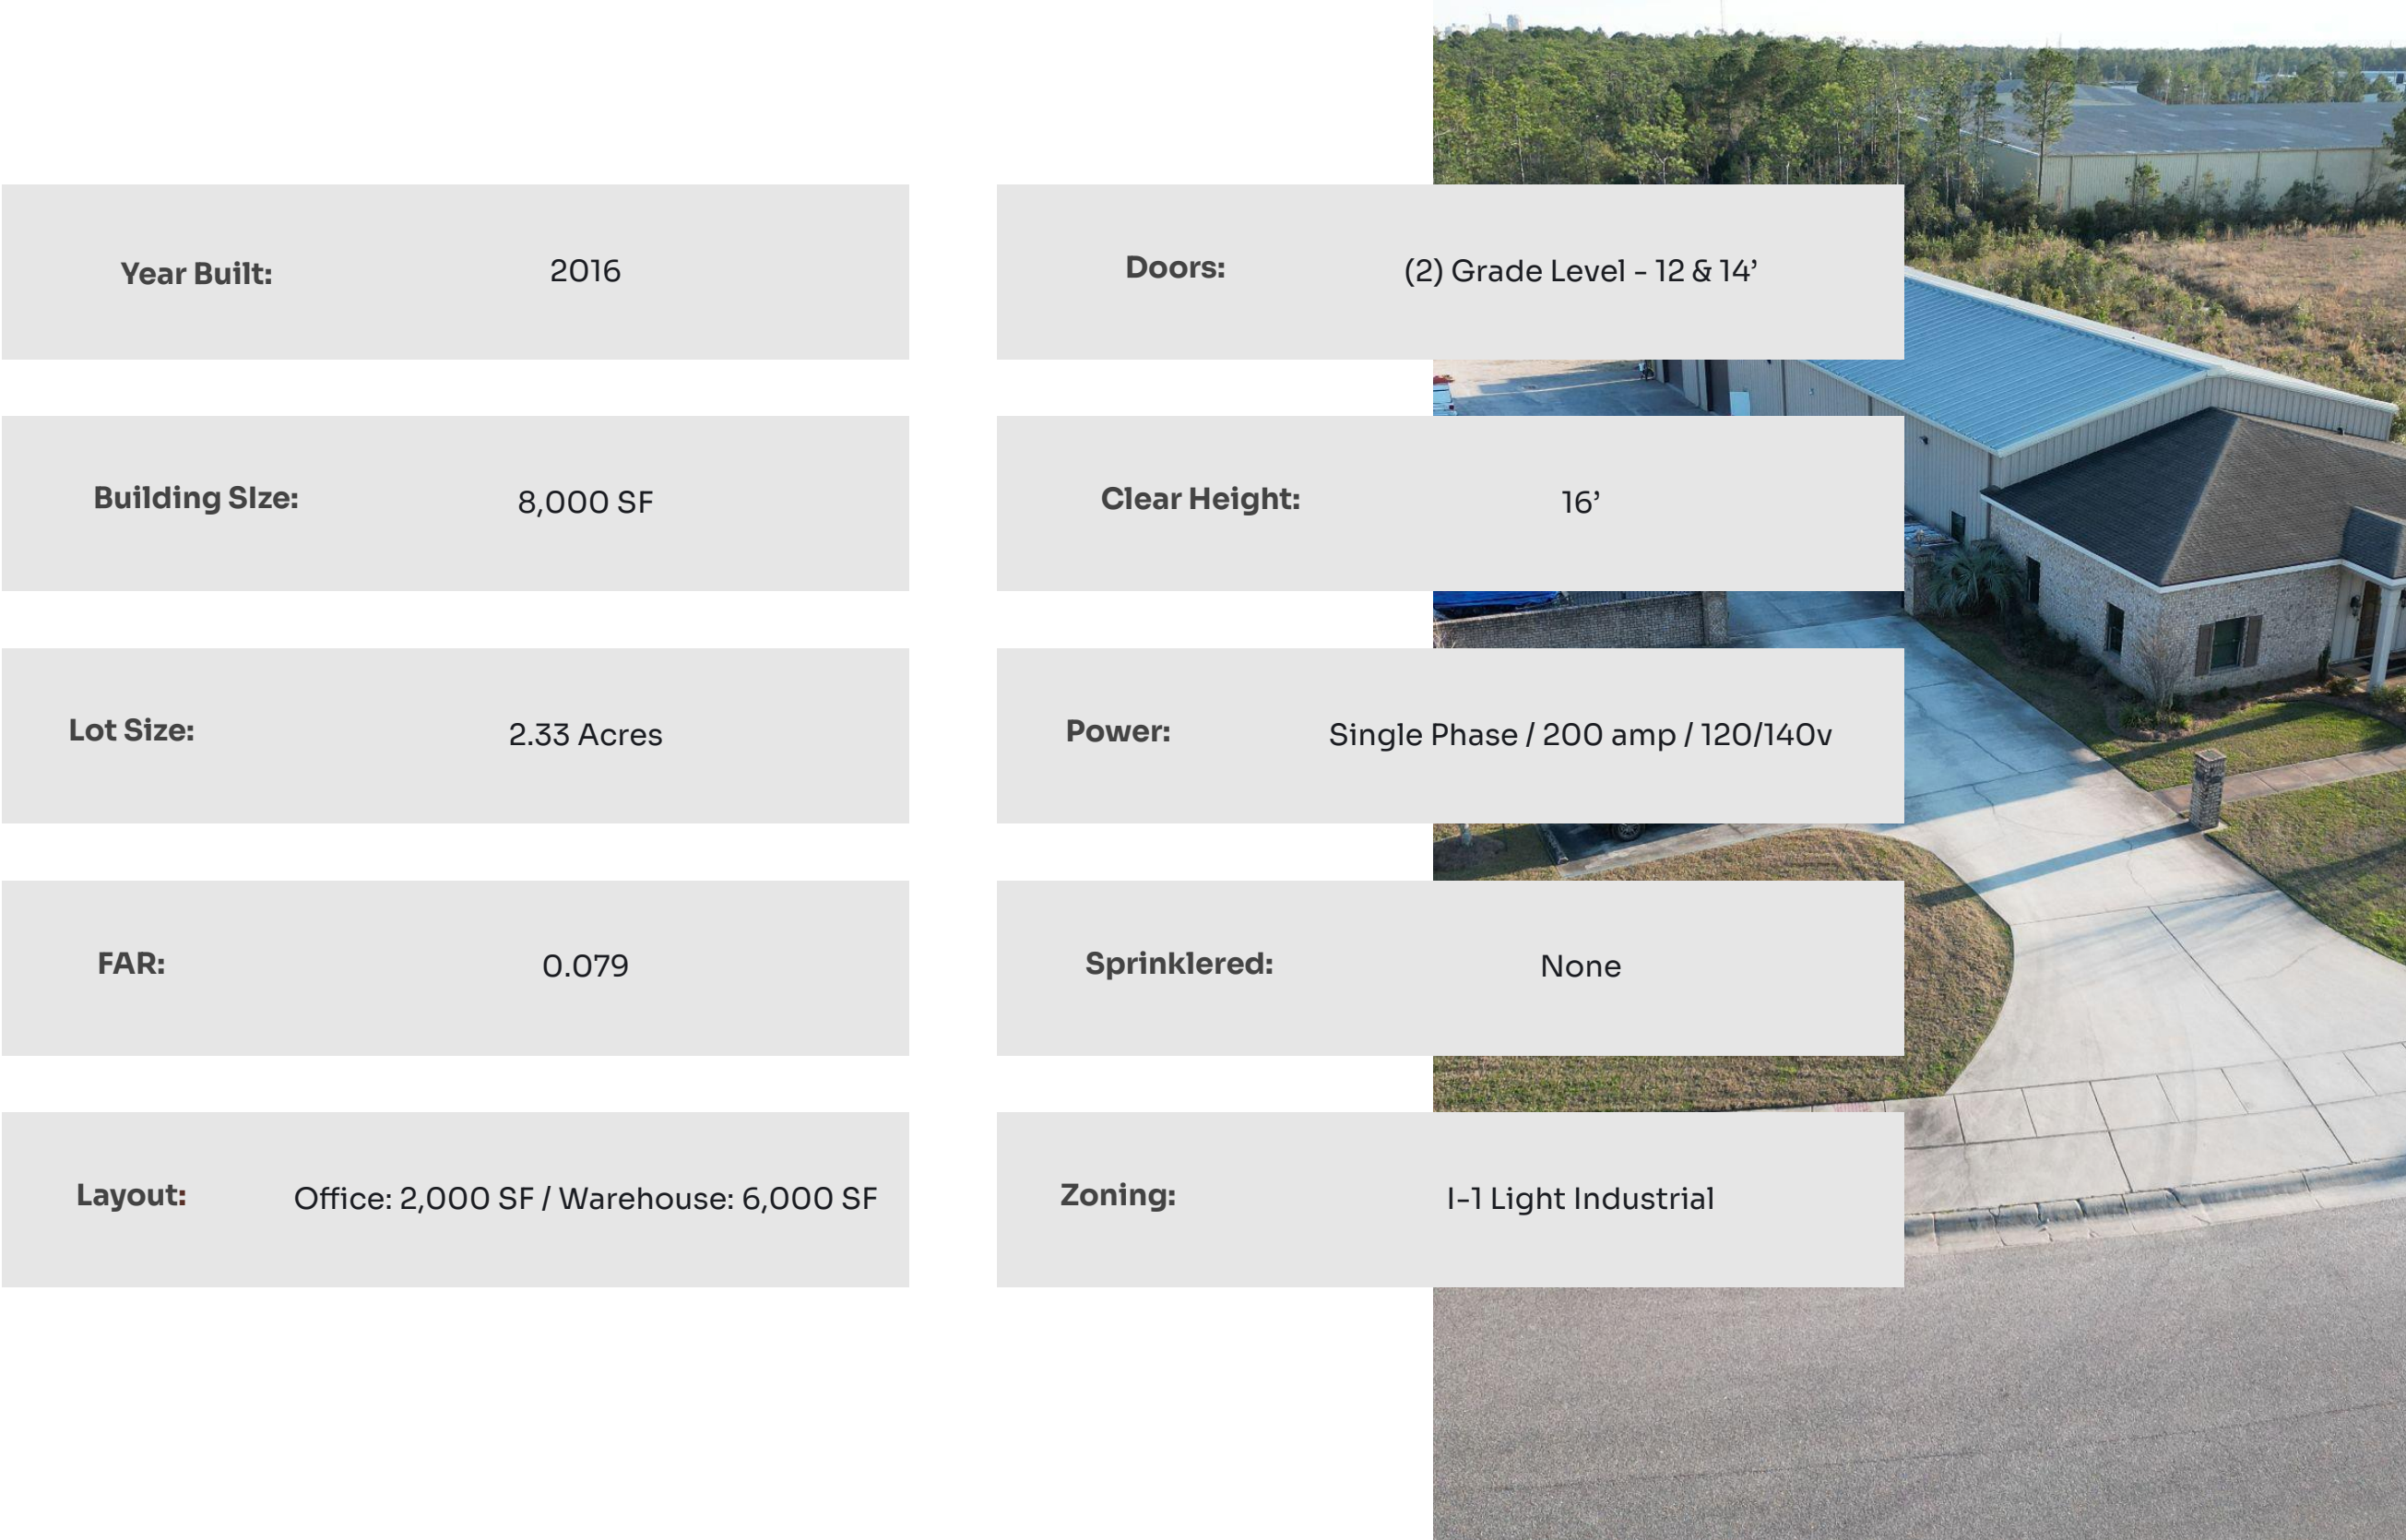 Year Built: 2016
Building SIze: 8,000 SF
Lot Size: 2.33 Acres
FAR: 0.079
Layout: Office: 2,000 SF / Warehouse: 6,000 SF
Doors: (2) Grade Level - 12 & 14’
Clear Height: 16’
Power: Single Phase / 200 amp / 120/140v
Sprinklered: None
Zoning: I-1 Light Industrial